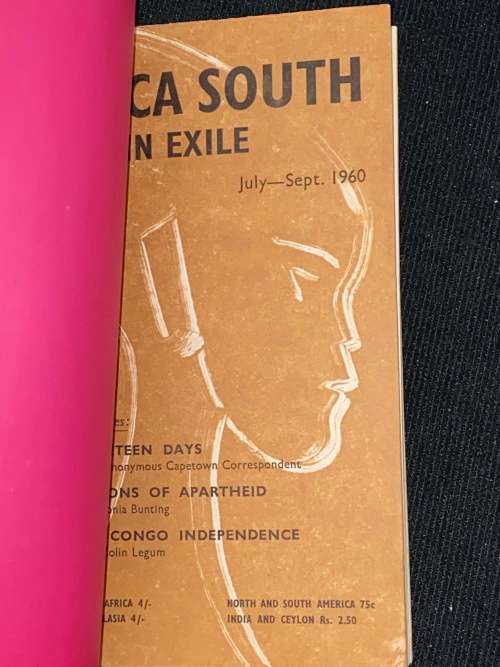 CA SOUTH
N EXILE
July—Sept. 1960
es:
TEEN DAYS
nonymous Capetown Correspondent
ONS OF APARTHEID
onia Bunting
CONGO INDEPENDENCE
olin Legum
AFRICA 4/-
NORTH AND SOUTH AMERICA 75c
LASIA 4/-
INDIA AND CEYLON Rs. 2.50